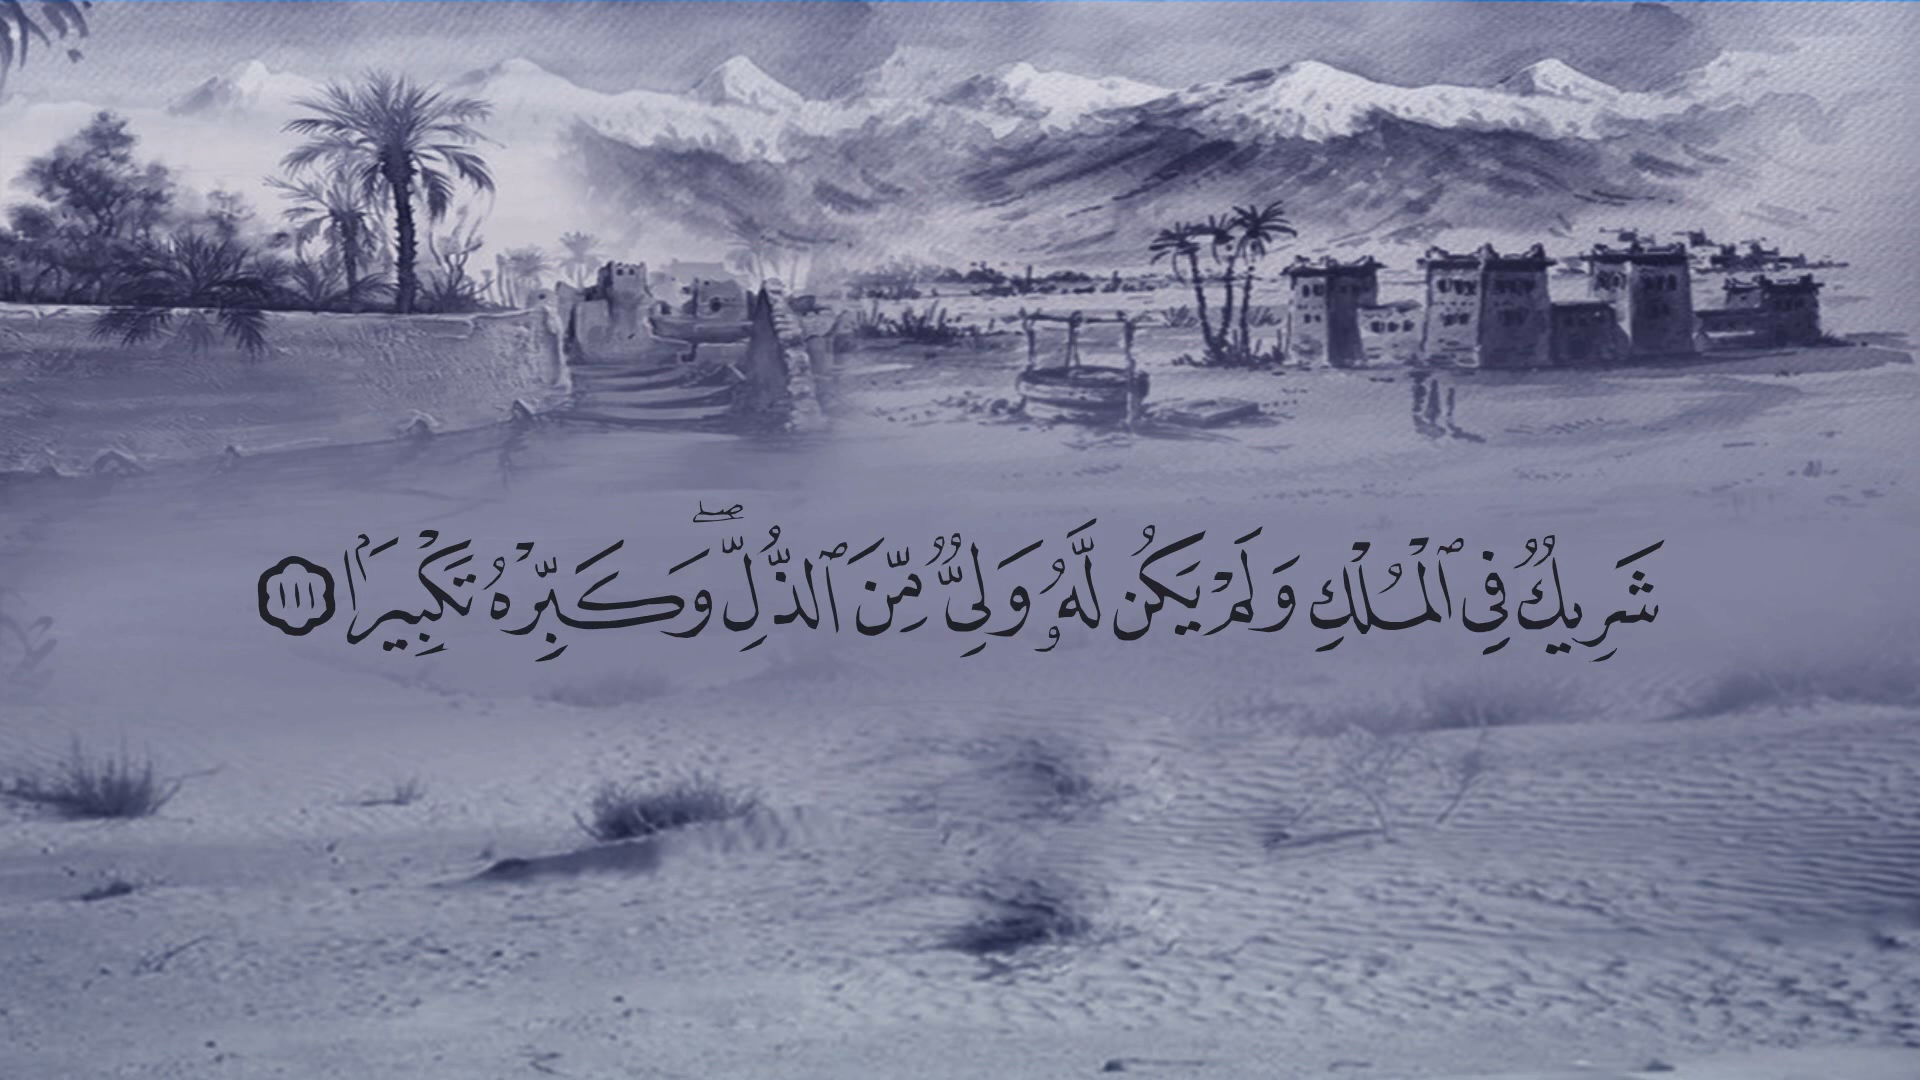 شَرِيكٌ فِي ٱلْمُلْكِ وَلَمْ يَكُن لَّهُۥ وَلِيٌّ مِّنَ ٱلذُّلِّۖ وَكَبِّرْهُ تَكْبِيرَۢا ١١١